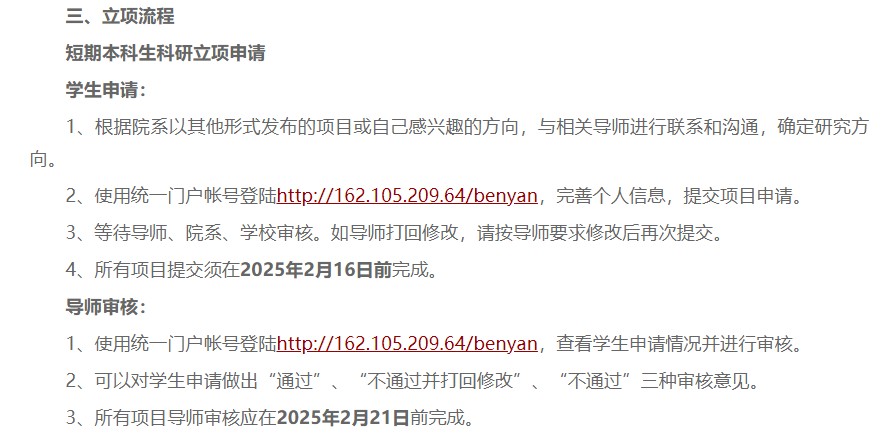 三、立项流程
短期本科生科研立项申请
学生申请：
1、根据院系以其他形式发布的项目或自己感兴趣的方向，与相关导师进行联系和沟通，确定研究方
向。
2、使用统一门户帐号登陆http://162.105.209.64/benyan，完善个人信息，提交项目申请。
3、等待导师、院系、学校审核。如导师打回修改，请按导师要求修改后再次提交。
4、所有项目提交须在2025年2月16日前完成。
导师审核：
1、使用统一门户帐号登陆http://162.105.209.64/benyan，查看学生申请情况并进行审核。
2、可以对学生申请做出“通过”、“不通过并打回修改”、“不通过”三种审核意见。
3、所有项目导师审核应在2025年2月21日前完成。